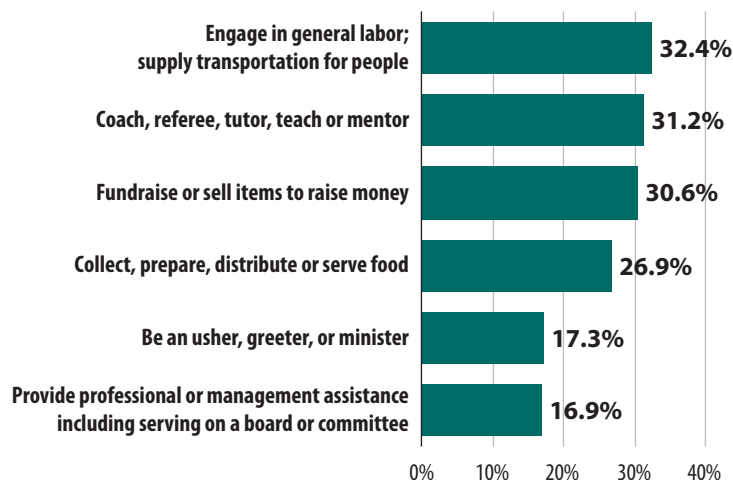 Engage in general labor;
supply transportation for people
32.4%
Coach, referee, tutor, teach or mentor
31.2%
Fundraise or sell items to raise money
30.6%
Collect, prepare, distribute or serve food
26.9%
Be an usher, greeter, or minister
17.3%
Provide professional or management assistance
including serving on a board or committee
16.9%
0% 10% 20% 30% 40%